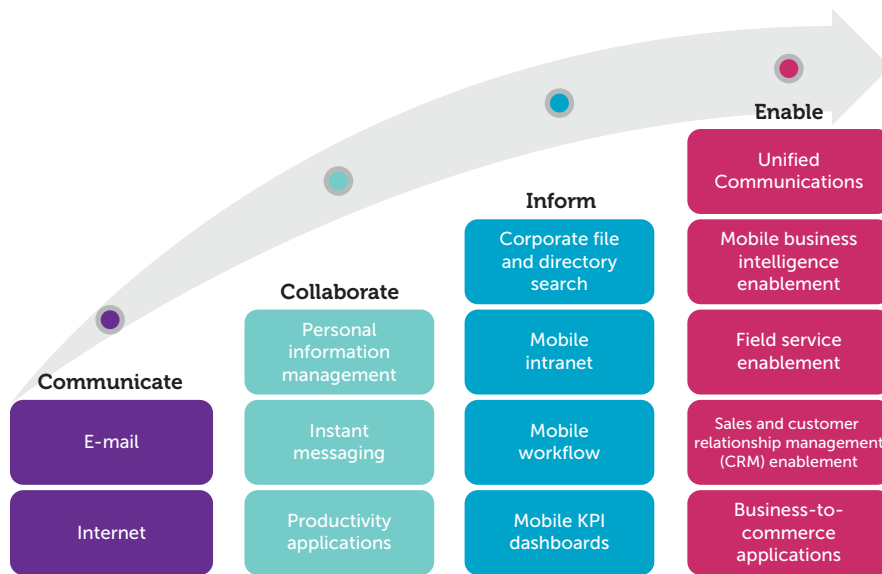 Communicate
E-mail
Internet
Collaborate
Personal
information
management
Instant
messaging
Productivity
applications
Inform
Corporate file
and directory
search
Mobile
intranet
Mobile
workflow
Mobile KPI
dashboards
Enable
Unified
Communications
Mobile business
intelligence
enablement
Field service
enablement
Sales and customer
relationship management
(CRM) enablement
Business-to-
commerce
applications